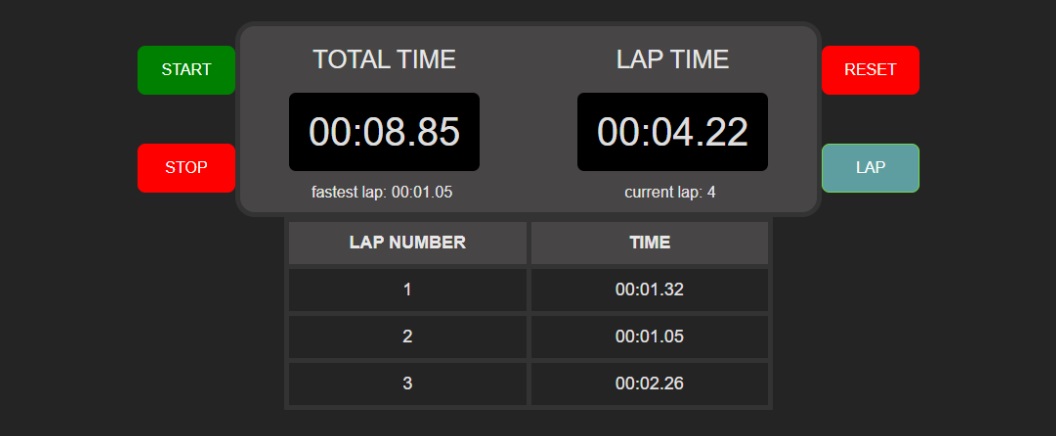 START
TOTAL TIME
LAP TIME
RESET
00:08.85
00:04.22
STOP
LAP
fastest lap: 00:01.05
current lap: 4
LAP NUMBER TIME
1 00:01.32
2 00:01.05
3 00:02.26